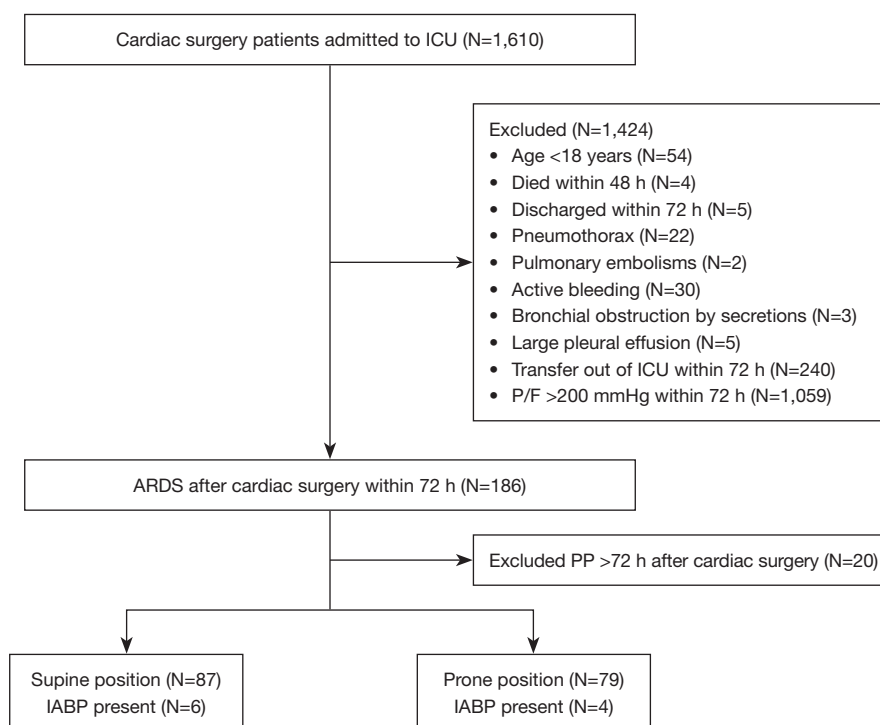 Cardiac surgery patients admitted to ICU (N=1,610)
Excluded (N=1,424)
• Age <18 years (N=54)
• Died within 48 h (N=4)
• Discharged within 72 h (N=5)
• Pneumothorax (N=22)
• Pulmonary embolisms (N=2)
• Active bleeding (N=30)
• Bronchial obstruction by secretions (N=3)
• Large pleural effusion (N=5)
• Transfer out of ICU within 72 h (N=240)
• P/F >200 mmHg within 72 h (N=1,059)
ARDS after cardiac surgery within 72 h (N=186)
Excluded PP >72 h after cardiac surgery (N=20)
Supine position (N=87)
IABP present (N=6)
Prone position (N=79)
IABP present (N=4)